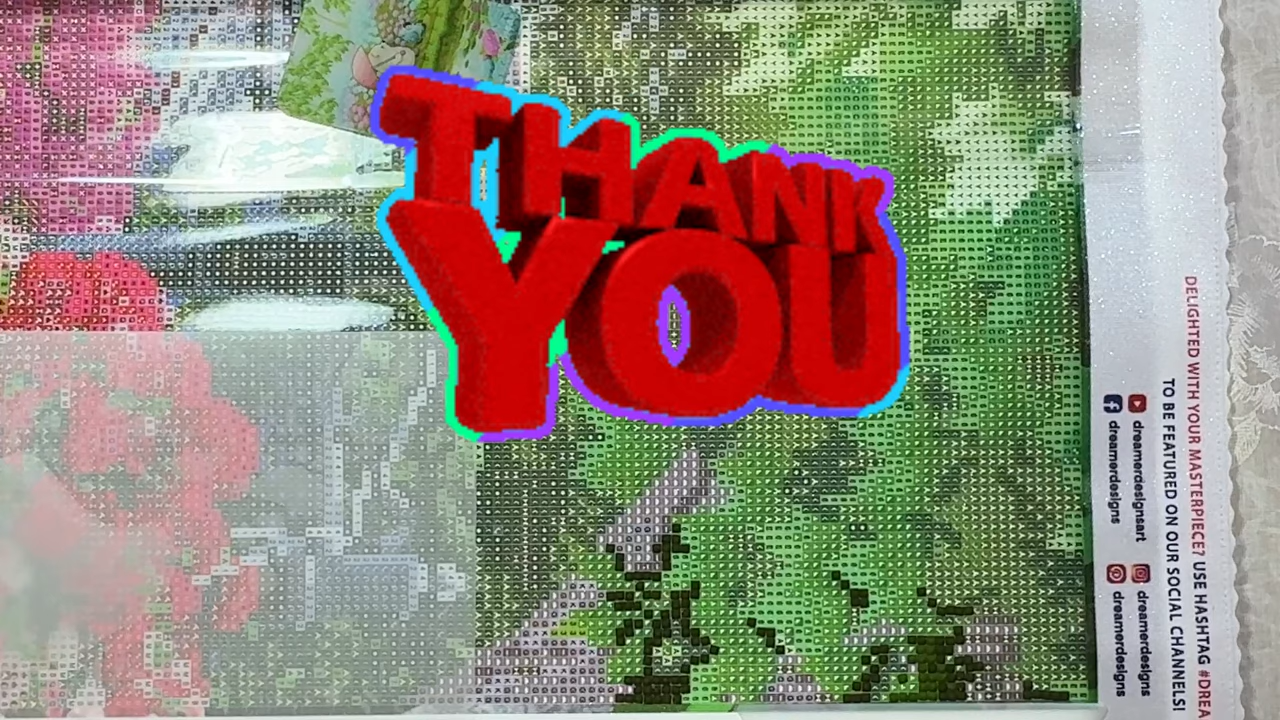 THANK
YOU
DELIGHTED WITH YOUR MASTERPIECE? USE HASHTAG #DREA
TO BE FEATURED ON OUR SOCIAL CHANNELS!
dreamerdesignsart
dreamerdesigns
dreamerdesigns
dreamerdesigns